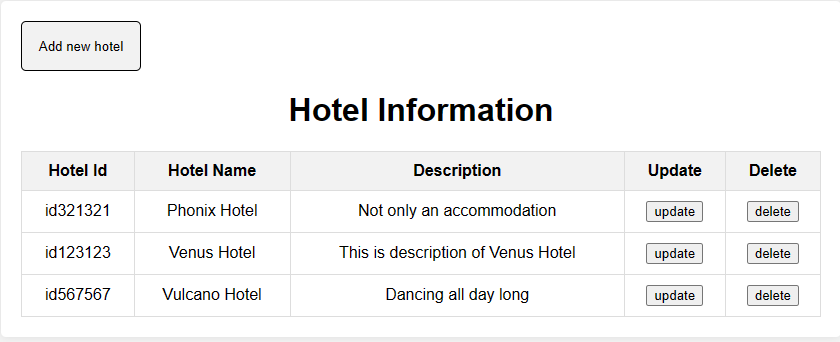 Add new hotel
Hotel Information
Hotel Id Hotel Name Description Update Delete
id321321 Phonix Hotel Not only an accommodation update delete
id123123 Venus Hotel This is description of Venus Hotel update delete
id567567 Vulcano Hotel Dancing all day long update delete